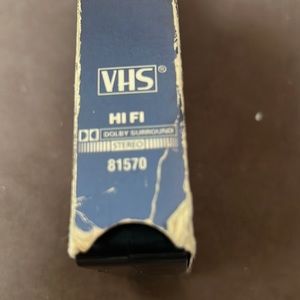 VHS®
HI FI
DOLBY SURROUND
STEREO
81570